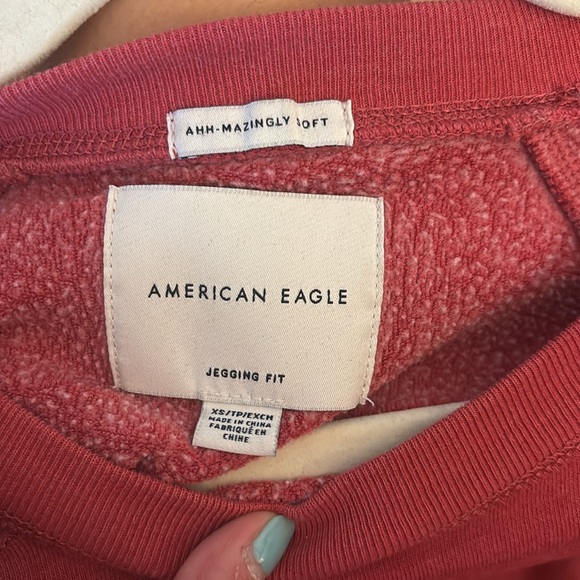 AHH-MAZINGLY SOFT
AMERICAN EAGLE
JEGGING FIT
XS/TP/EXCH
MADE IN CHINA
FABRIQUÉ EN
CHINE